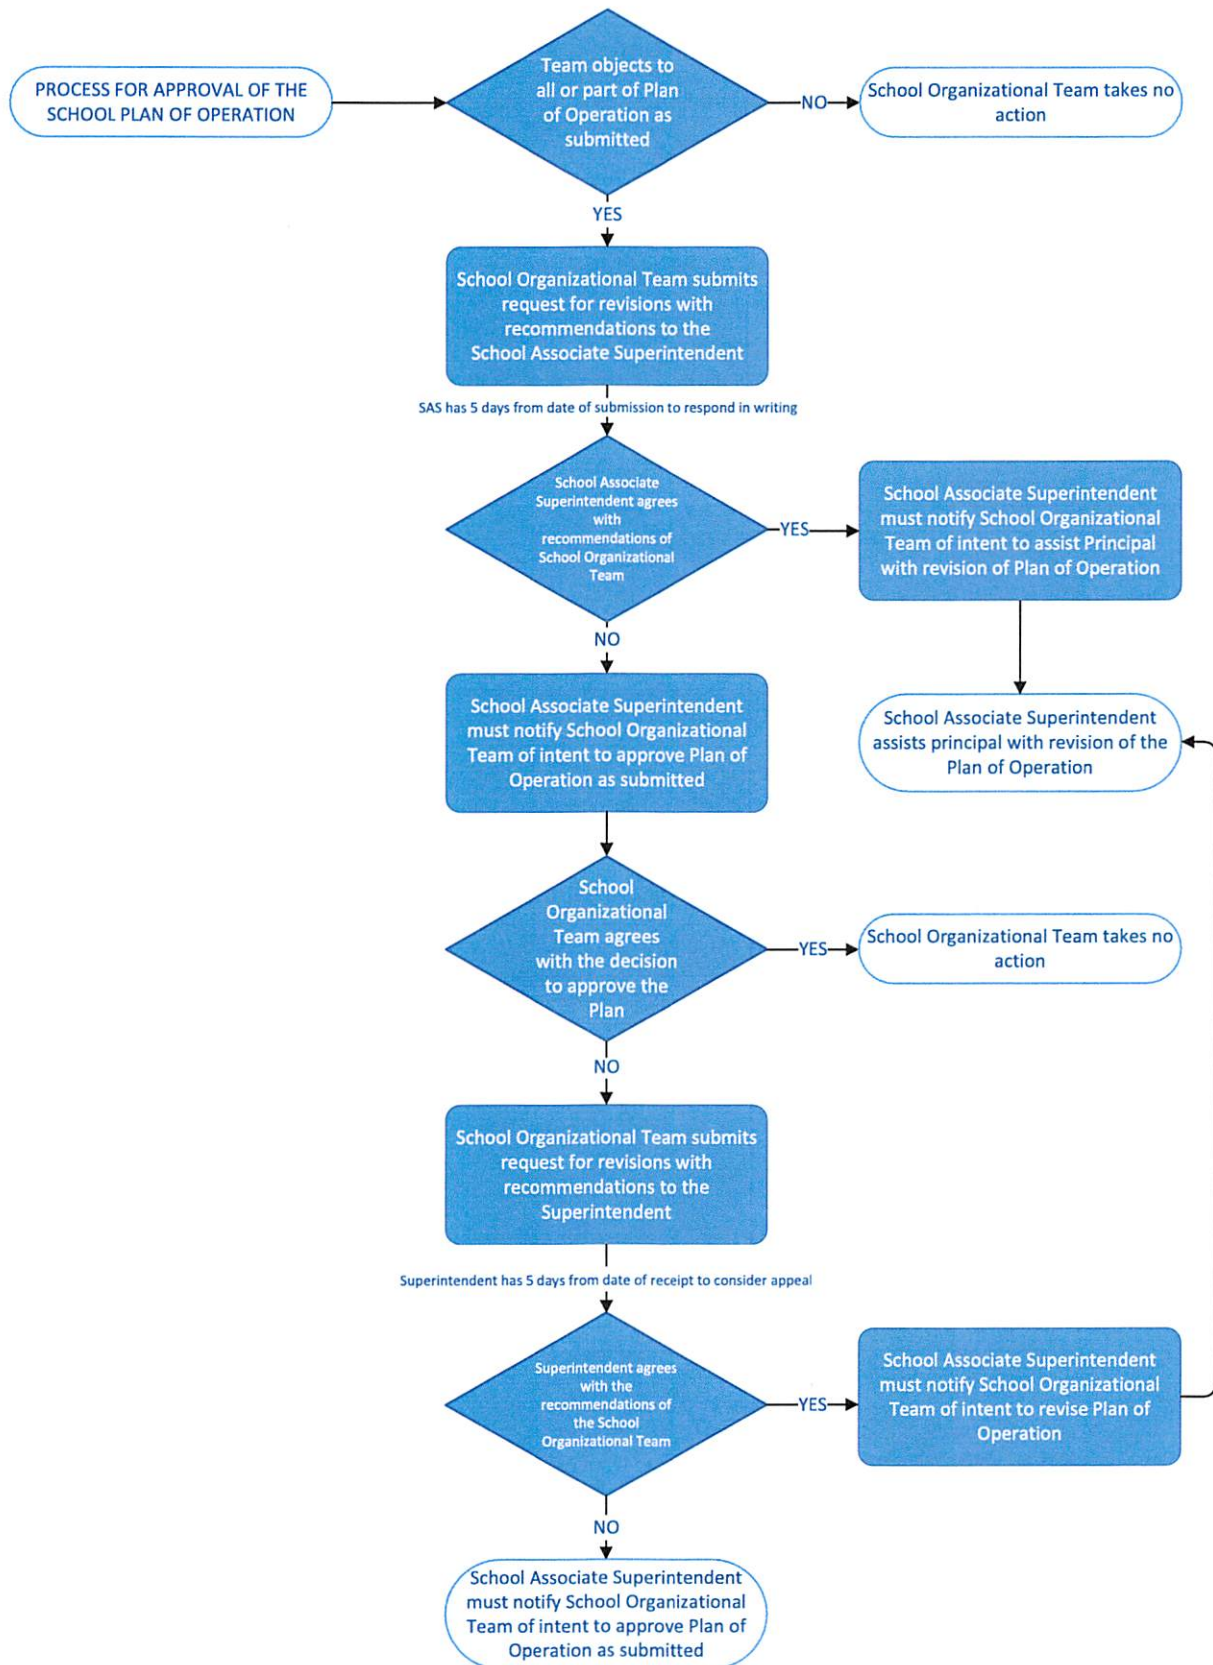 PROCESS FOR APPROVAL OF THE
SCHOOL PLAN OF OPERATION
Team objects to
all or part of Plan
of Operation as
submitted
NO
School Organizational Team takes no
action
YES
School Organizational Team submits
request for revisions with
recommendations to the
School Associate Superintendent
SAS has 5 days from date of submission to respond in writing
School Associate
Superintendent agrees
with
recommendations of
School Organizational
Team
YES
School Associate Superintendent
must notify School Organizational
Team of intent to assist Principal
with revision of Plan of Operation
NO
School Associate Superintendent
must notify School Organizational
Team of intent to approve Plan of
Operation as submitted
School Associate Superintendent
assists principal with revision of the
Plan of Operation
School
Organizational
Team agrees
with the decision
to approve the
Plan
YES
School Organizational Team takes no
action
NO
School Organizational Team submits
request for revisions with
recommendations to the
Superintendent
Superintendent has 5 days from date of receipt to consider appeal
Superintendent agrees
with the
recommendations of
the School
Organizational Team
YES
School Associate Superintendent
must notify School Organizational
Team of intent to revise Plan of
Operation
NO
School Associate Superintendent
must notify School Organizational
Team of intent to approve Plan of
Operation as submitted